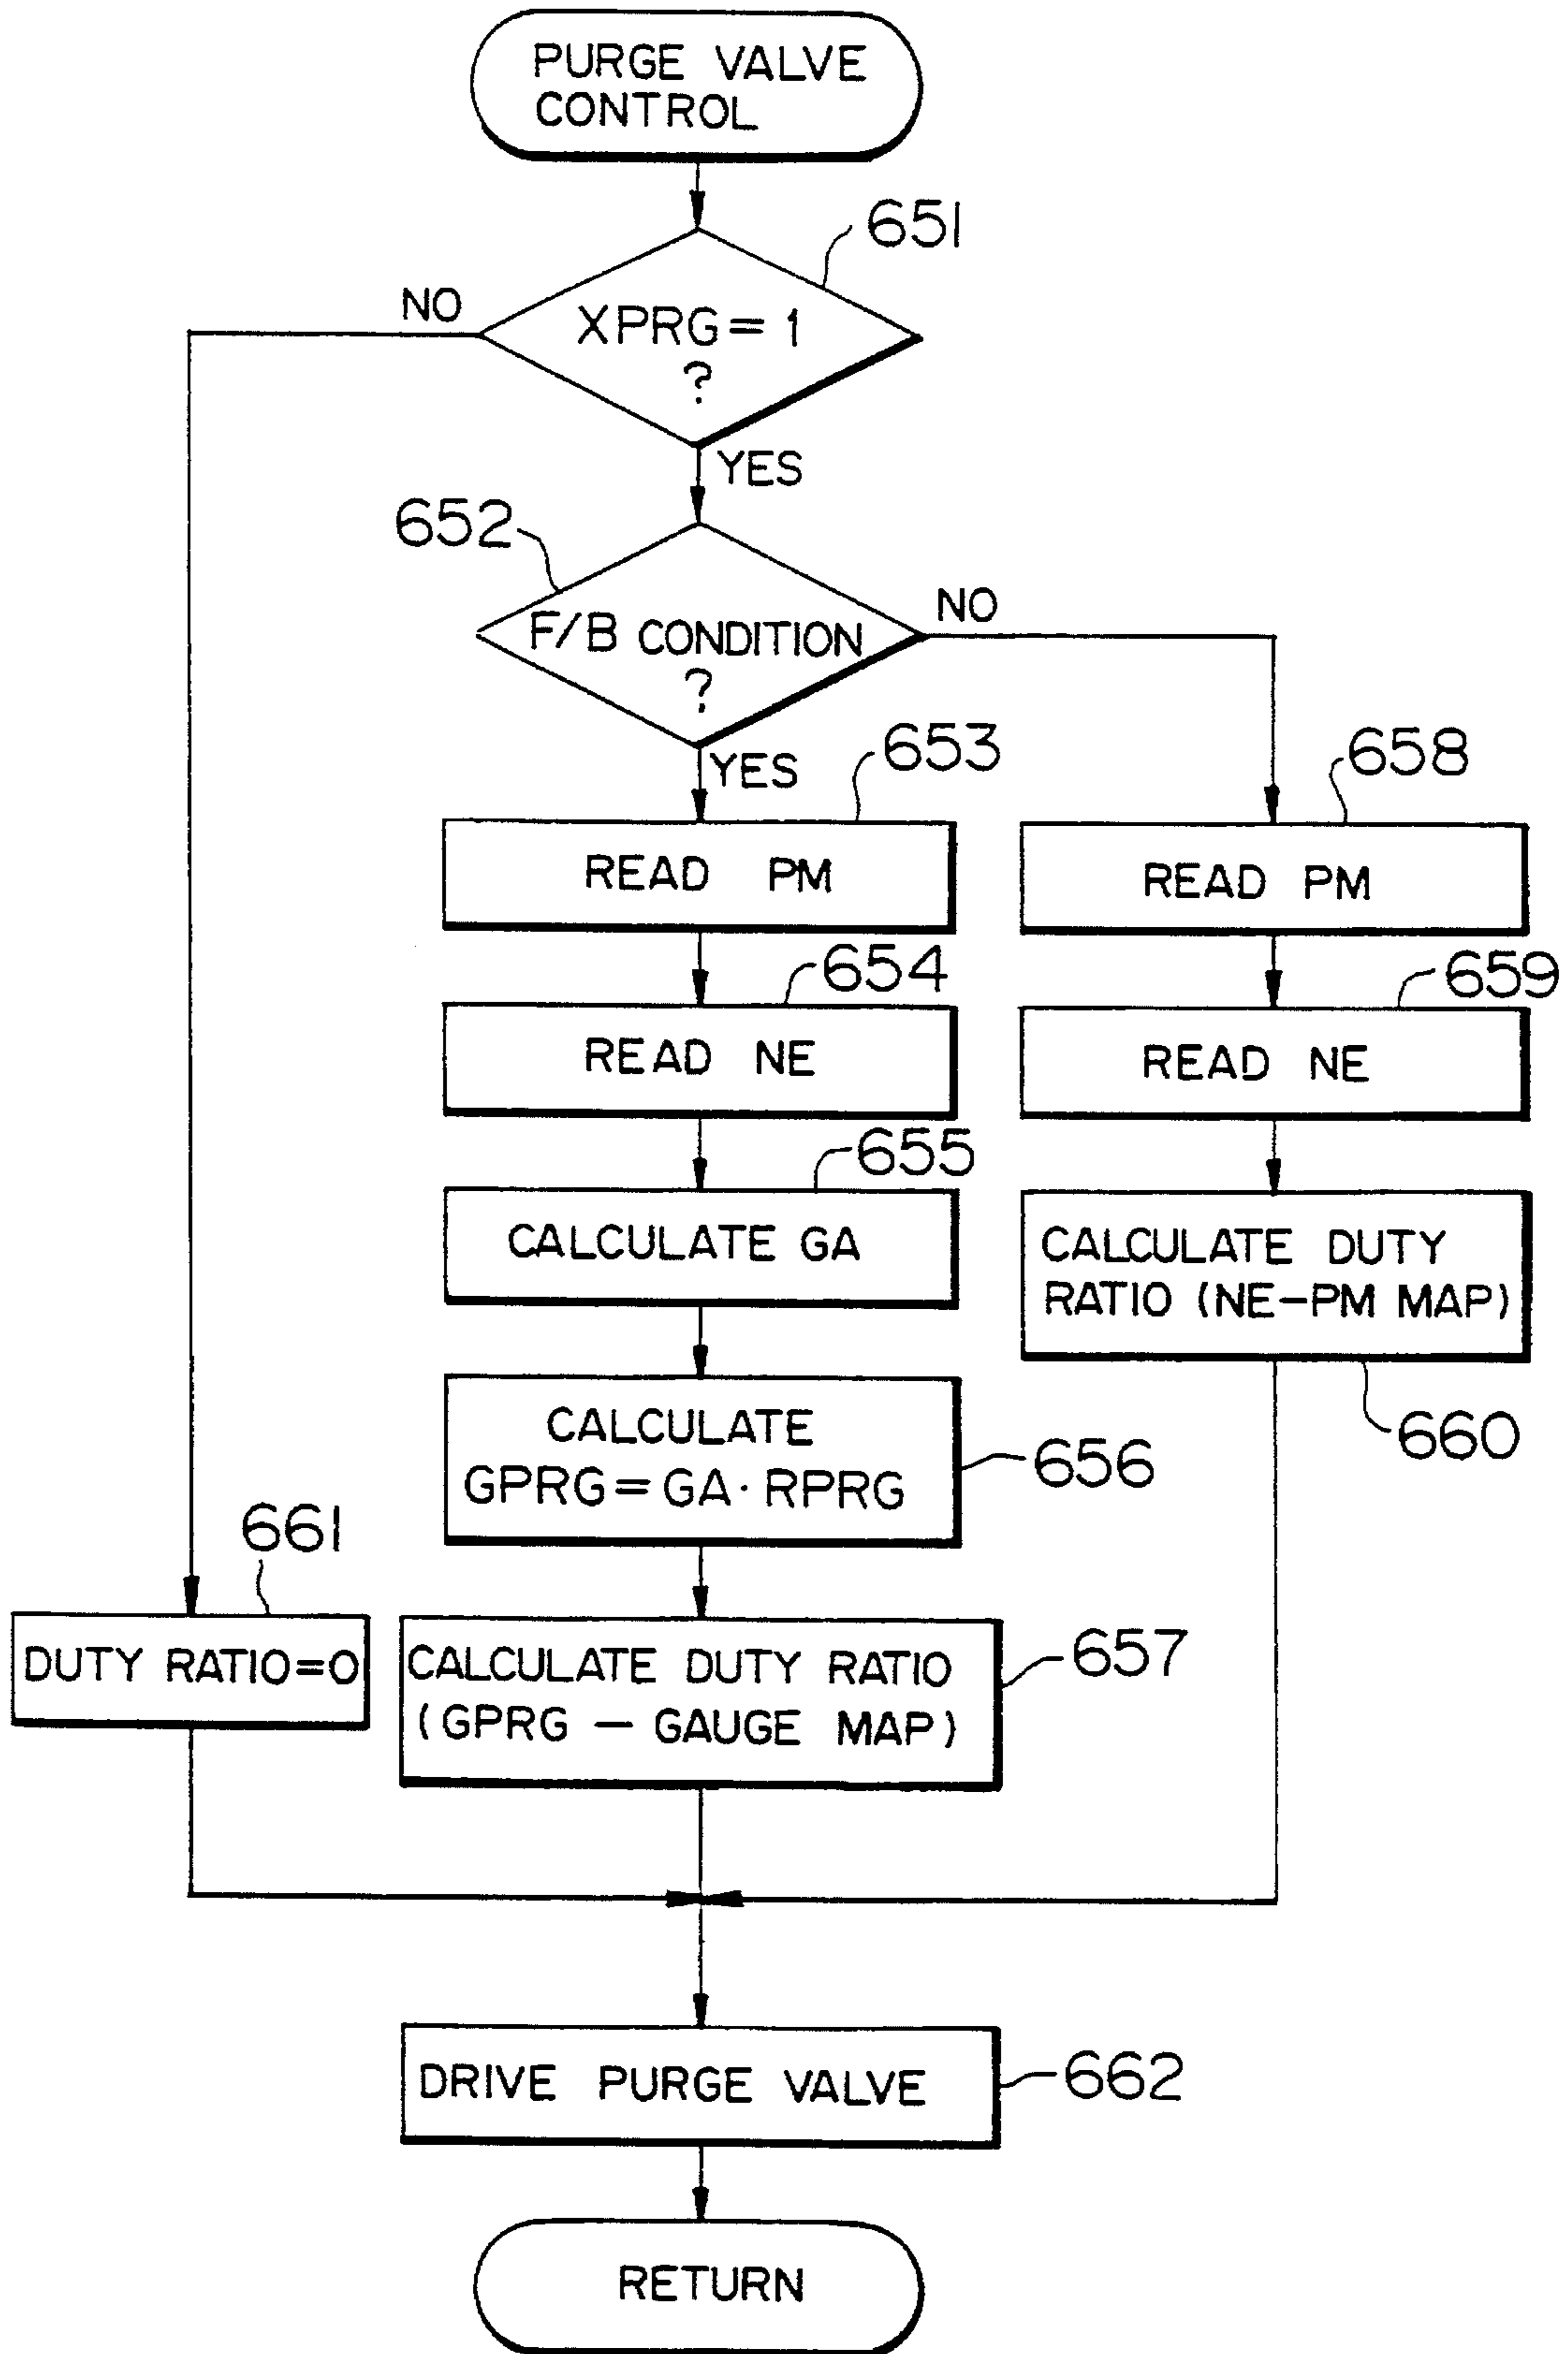 PURGE VALVE
CONTROL
651
NO
XPRG = 1
?
YES
652
NO
F/B CONDITION
?
YES
653
658
READ PM
READ PM
654
659
READ NE
READ NE
655
CALCULATE GA
CALCULATE DUTY
RATIO (NE-PM MAP)
660
CALCULATE
GPRG = GA · RPRG
656
661
DUTY RATIO=0
CALCULATE DUTY RATIO
(GPRG - GAUGE MAP)
657
DRIVE PURGE VALVE
662
RETURN